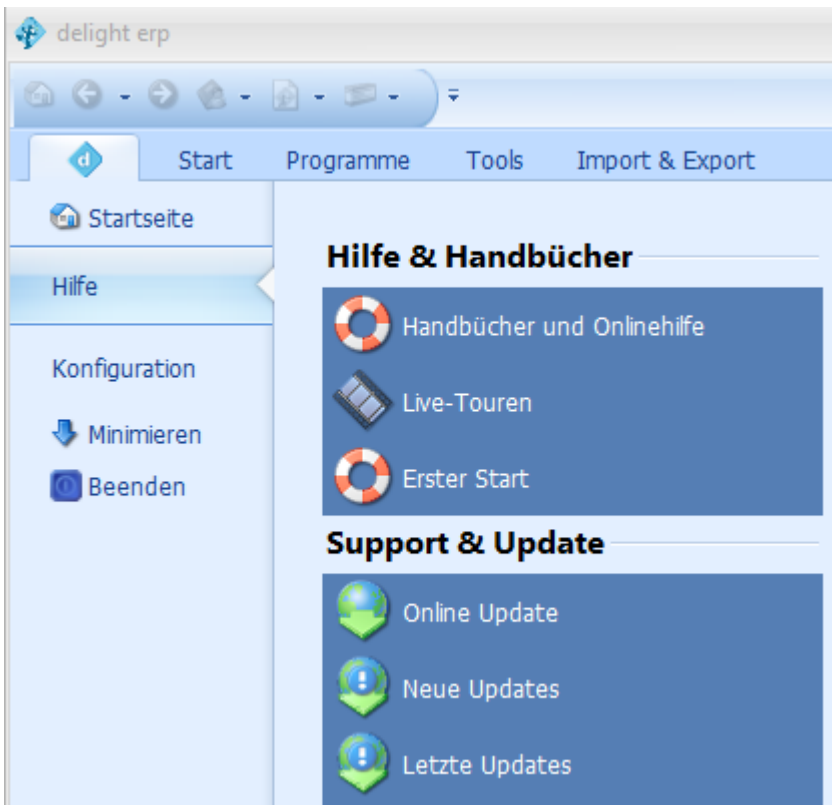 delight erp
d
Start
Programme
Tools
Import & Export
Startseite
Hilfe
Konfiguration
Minimieren
Beenden
Hilfe & Handbücher
Handbücher und Onlinehilfe
Live-Touren
Erster Start
Support & Update
Online Update
Neue Updates
Letzte Updates